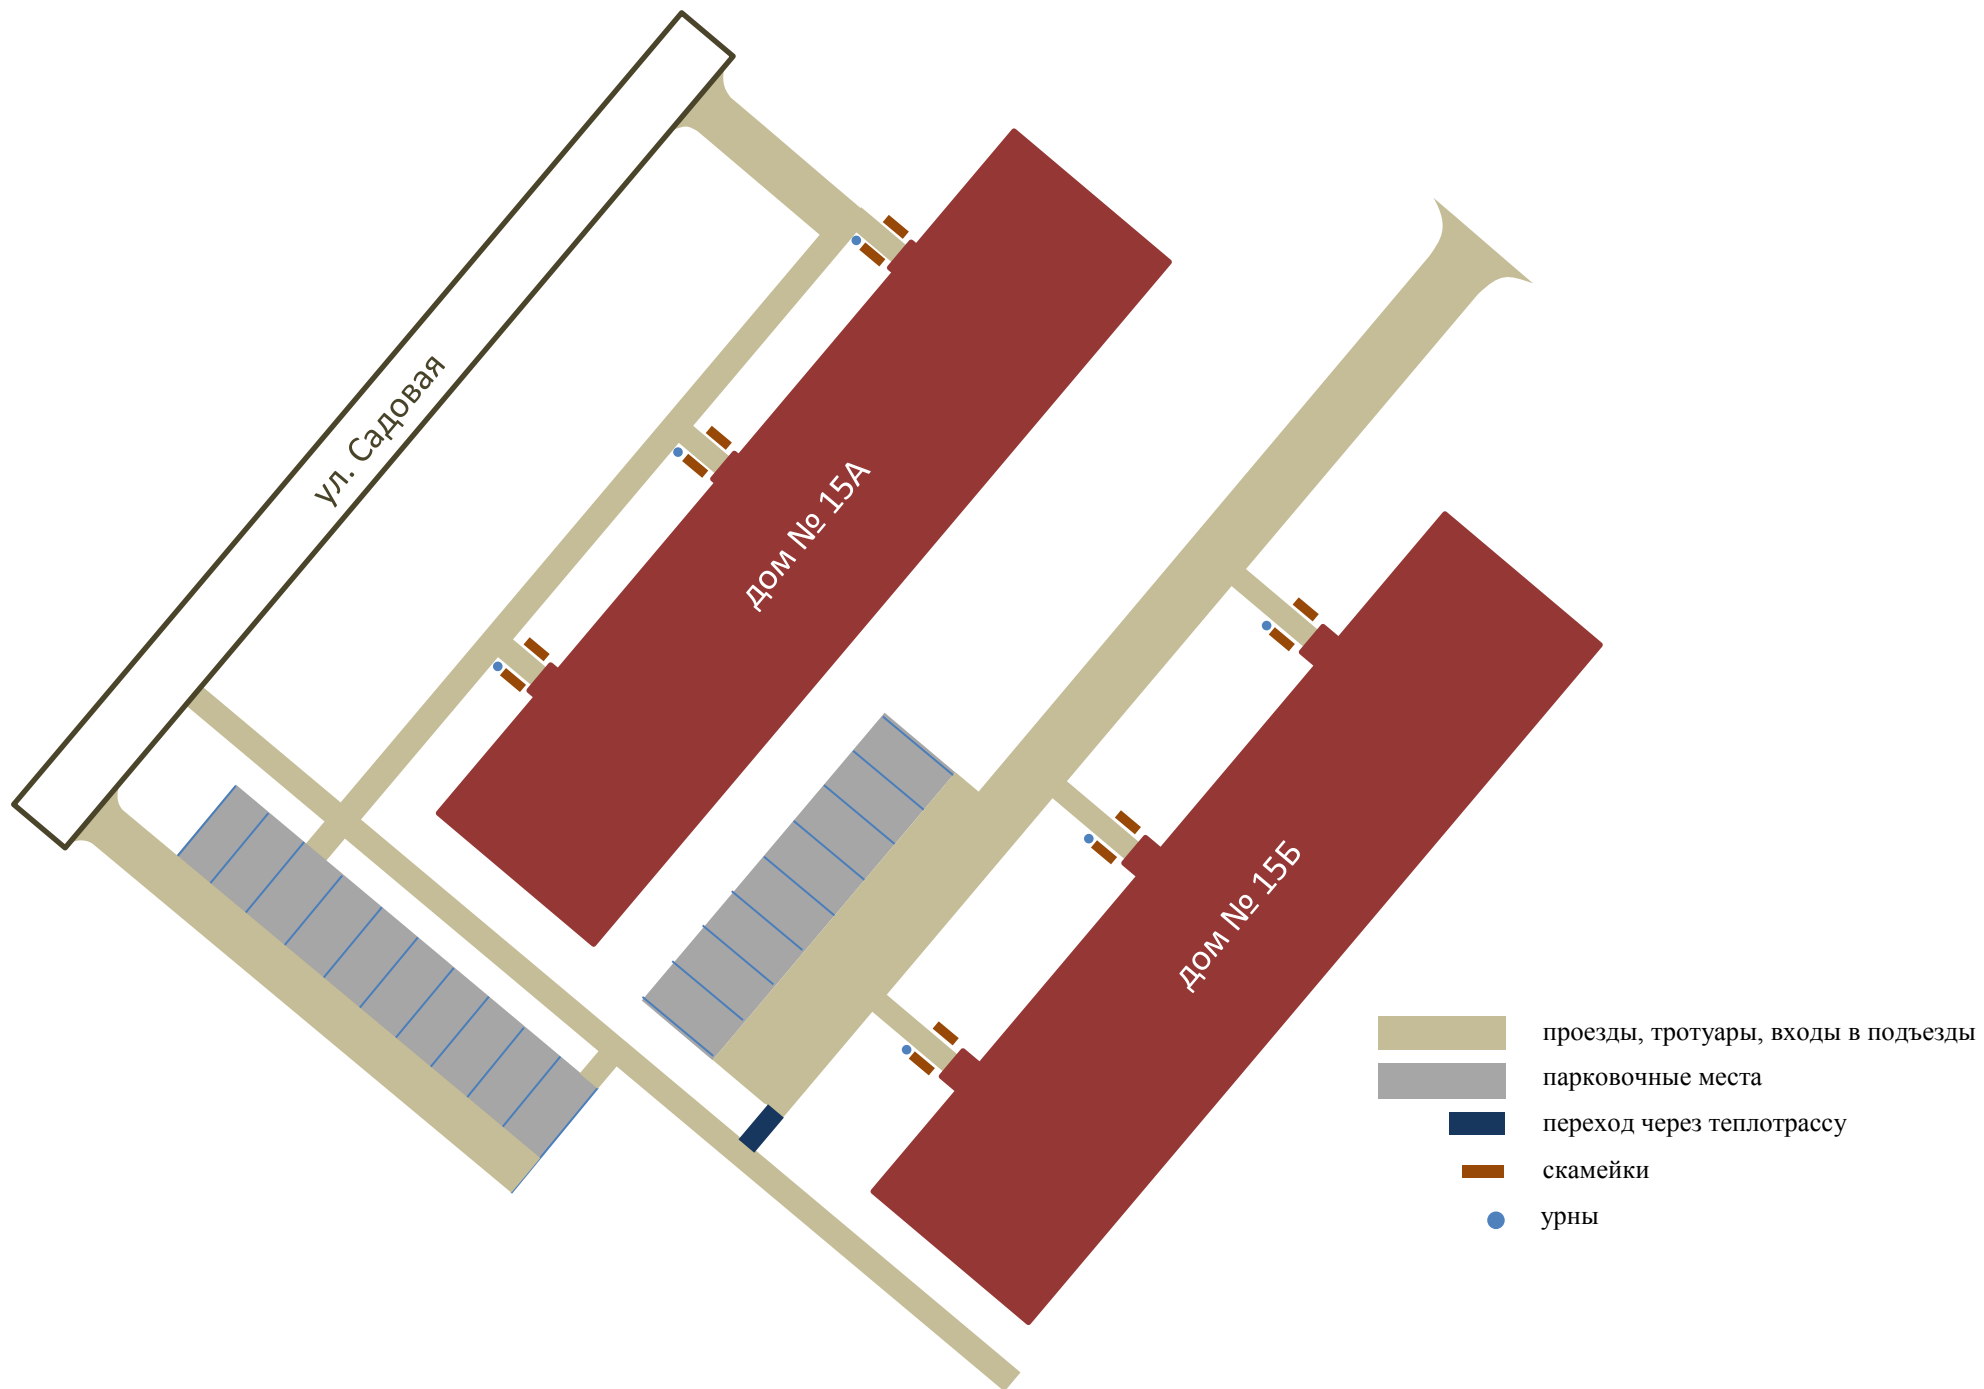 ул. Садовая
дом № 15А
дом № 15Б
проезды, тротуары, входы в подъезды
парковочные места
переход через теплотрассу
скамейки
урны